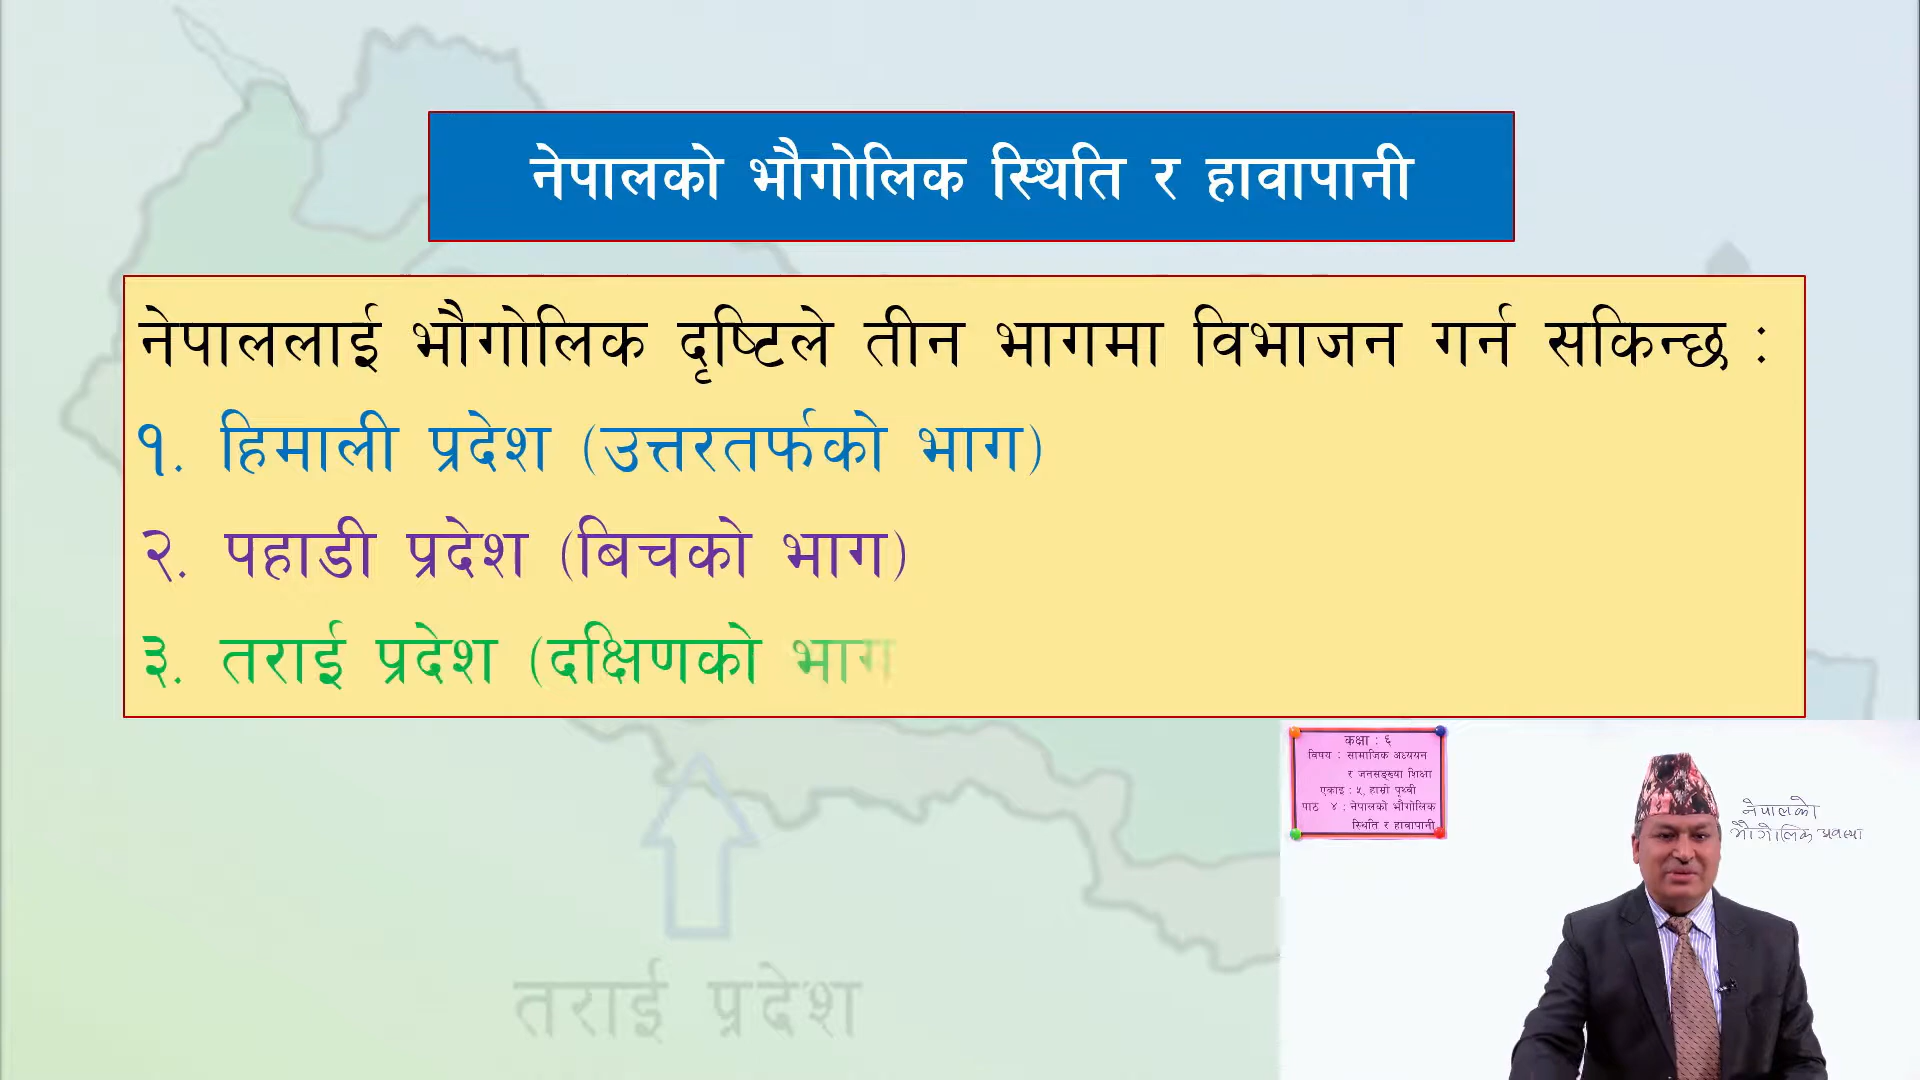 नेपालको भौगोलिक स्थिति र हावापानी
नेपाललाई भौगोलिक दृष्टिले तीन भागमा विभाजन गर्न सकिन्छ :
१. हिमाली प्रदेश (उत्तरतर्फको भाग)
२. पहाडी प्रदेश (बिचको भाग)
३. तराई प्रदेश (दक्षिणको भाग
तराई प्रदेश
कक्षा : ६
विषय : सामाजिक अध्ययन
र जनसङ्ख्या शिक्षा
एकाइ : ५, हाम्रो पृथ्वी
पाठ ४ : नेपालको भौगोलिक
स्थिति र हावापानी
नेपालको
भौगोलिक अवस्था